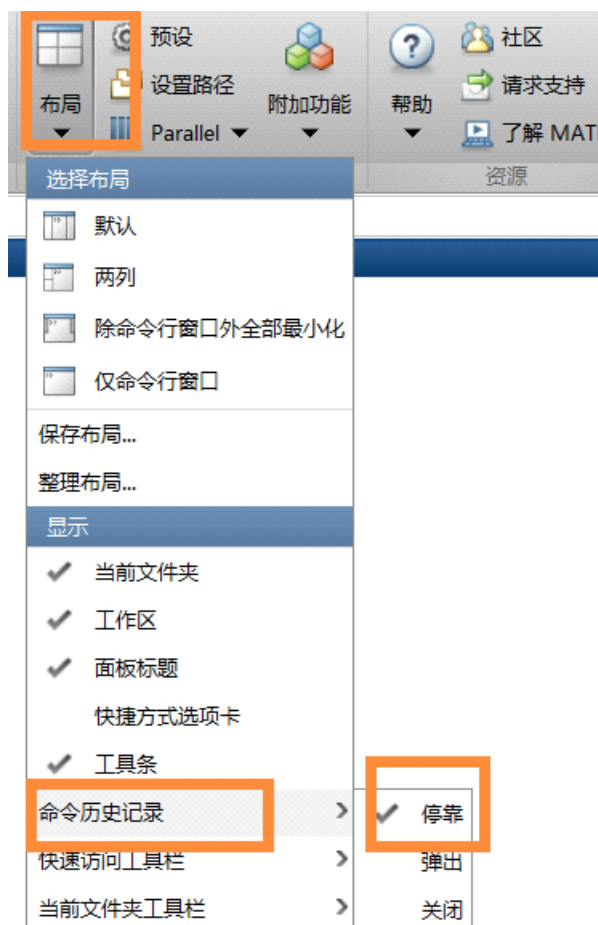 布局
预设
设置路径
Parallel
附加功能
帮助
社区
请求支持
了解 MAT
资源
选择布局
默认
两列
除命令行窗口外全部最小化
仅命令行窗口
保存布局...
整理布局...
显示
当前文件夹
工作区
面板标题
快捷方式选项卡
工具条
命令历史记录
停靠
快速访问工具栏
弹出
当前文件夹工具栏
关闭